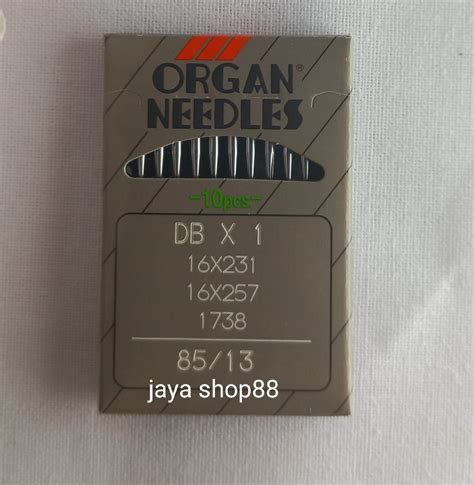 ORGAN®
NEEDLES
-10pcs-
DB X 1
16X231
16X257
1738
85/13
jaya shop88